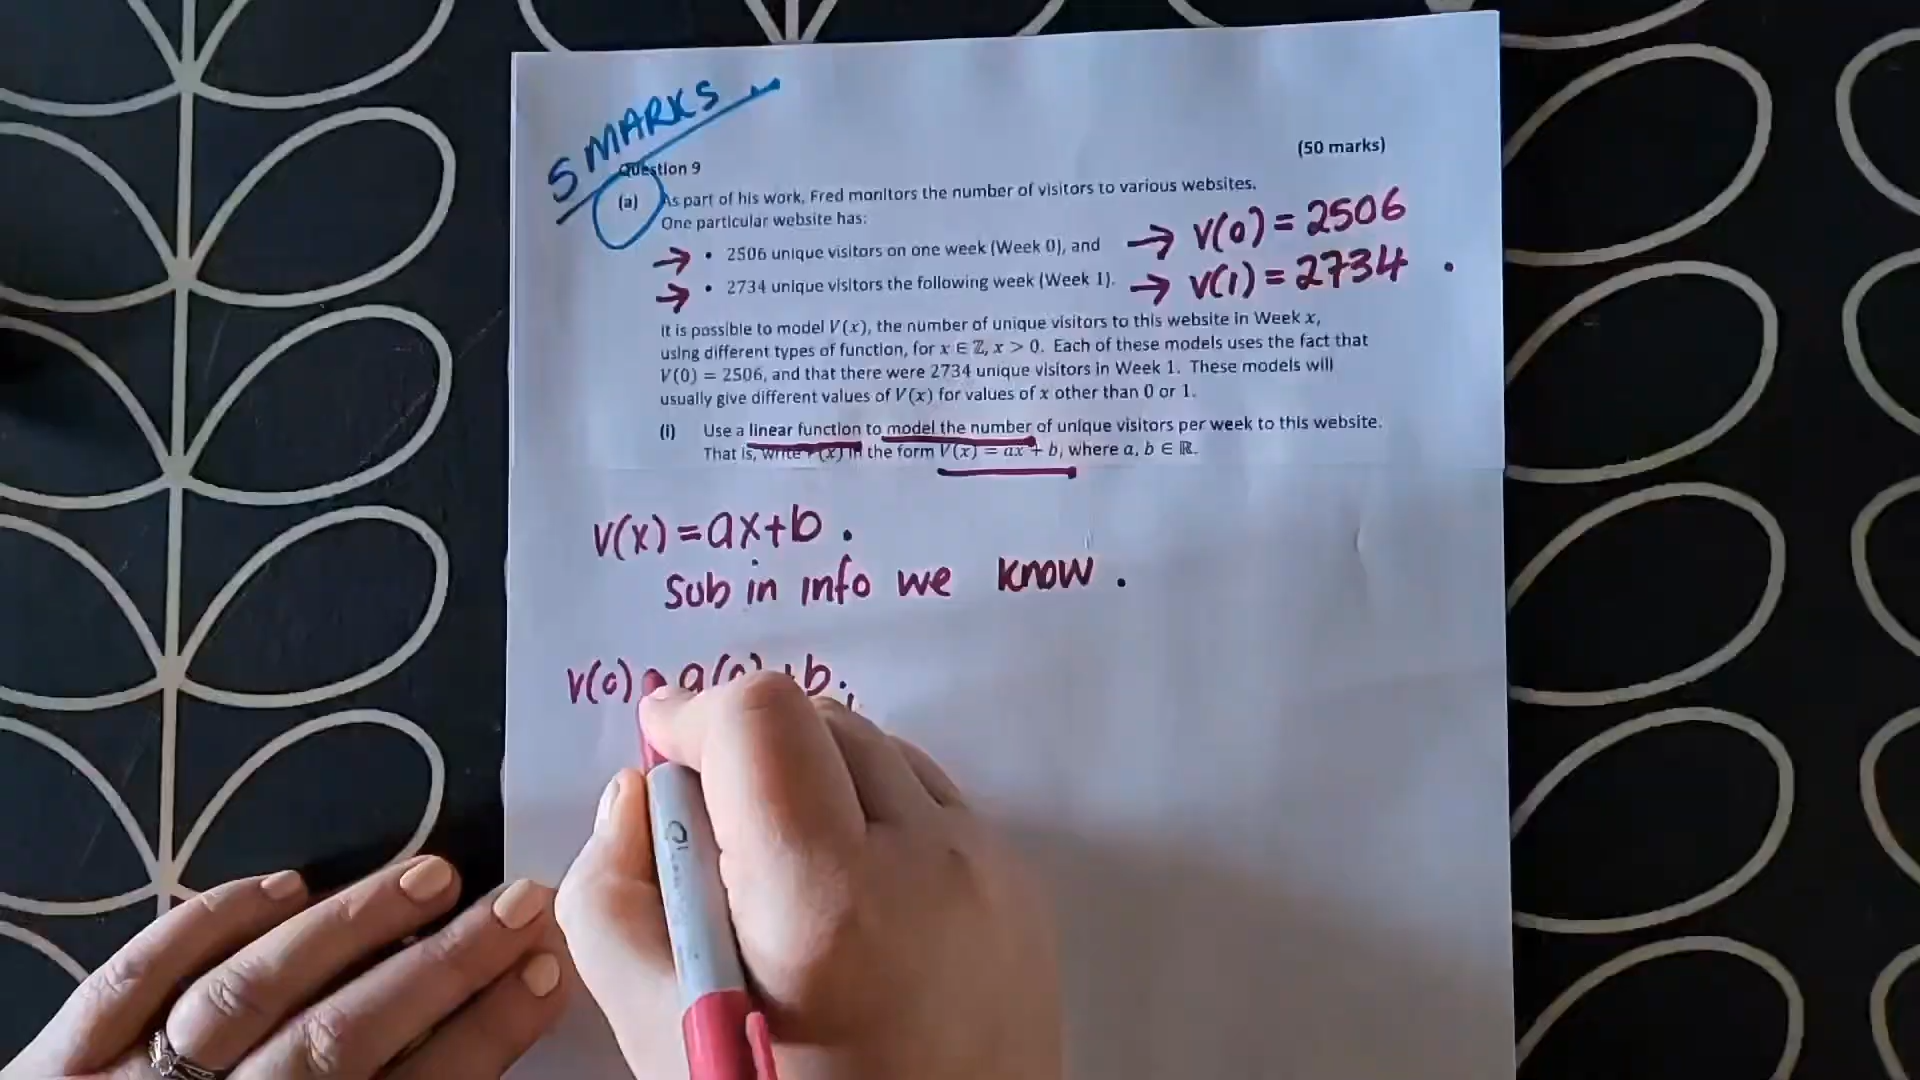 5 MARKS
(50 marks)
Question 9
(a) As part of his work, Fred monitors the number of visitors to various websites.
One particular website has:
→ • 2506 unique visitors on one week (Week 0), and → V(0) = 2506
→ • 2734 unique visitors the following week (Week 1). → V(1) = 2734 .
It is possible to model V(x), the number of unique visitors to this website in Week x,
using different types of function, for x ∈ ℤ, x > 0. Each of these models uses the fact that
V(0) = 2506, and that there were 2734 unique visitors in Week 1. These models will
usually give different values of V(x) for values of x other than 0 or 1.
(i) Use a linear function to model the number of unique visitors per week to this website.
That is, write V(x) in the form V(x) = ax + b, where a, b ∈ ℝ.
V(x) = ax+b .
Sub in info we know .
V(0) a(0) +b.